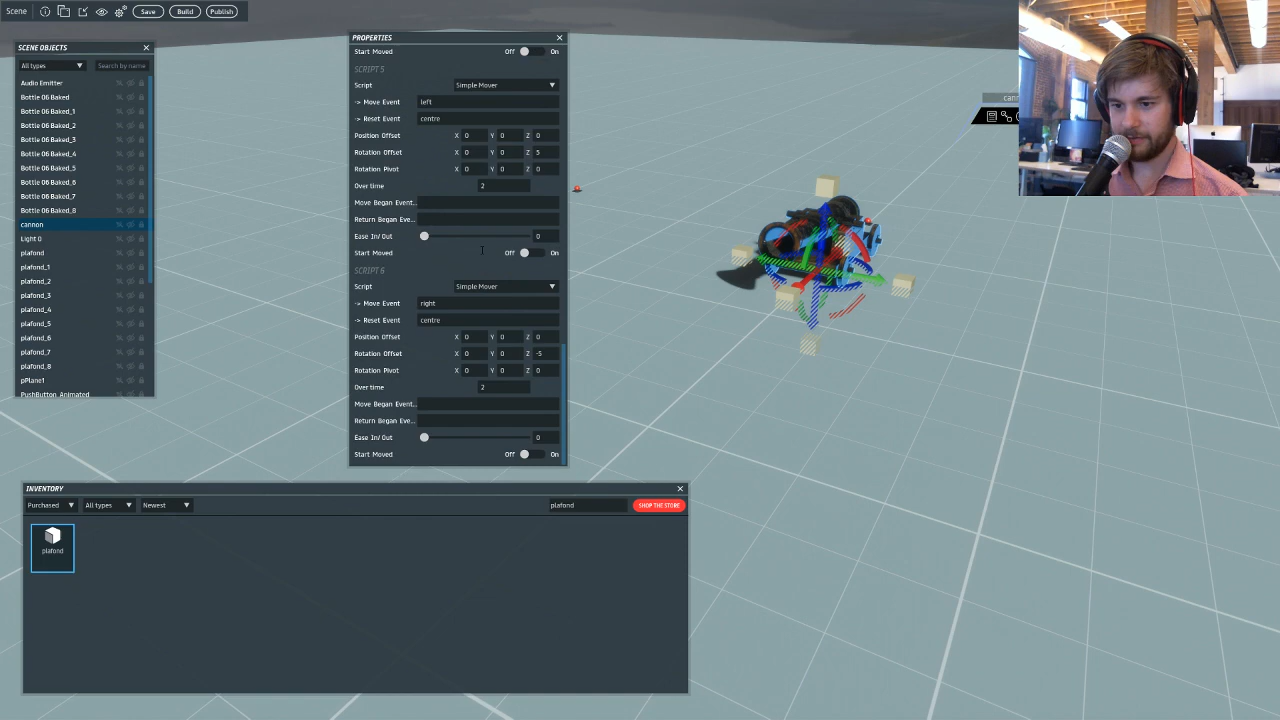 Scene
Save
Build
Publish
SCENE OBJECTS
All types
Search by name
Audio Emitter
Bottle 06 Baked
Bottle 06 Baked_1
Bottle 06 Baked_2
Bottle 06 Baked_3
Bottle 06 Baked_4
Bottle 06 Baked_5
Bottle 06 Baked_6
Bottle 06 Baked_7
Bottle 06 Baked_8
cannon
Light 0
plafond
plafond_1
plafond_2
plafond_3
plafond_4
plafond_5
plafond_6
plafond_7
plafond_8
pPlane1
PushButton_Animated
PROPERTIES
Start Moved Off On
SCRIPT 5
Script Simple Mover
-> Move Event left
-> Reset Event centre
Position Offset X 0 Y 0 Z 0
Rotation Offset X 0 Y 0 Z 5
Rotation Pivot X 0 Y 0 Z 0
Over time 2
Move Began Event...
Return Began Eve...
Ease In/Out 0
Start Moved Off On
SCRIPT 6
Script Simple Mover
-> Move Event right
-> Reset Event centre
Position Offset X 0 Y 0 Z 0
Rotation Offset X 0 Y 0 Z -5
Rotation Pivot X 0 Y 0 Z 0
Over time 2
Move Began Event...
Return Began Eve...
Ease In/Out 0
Start Moved Off On
cann
INVENTORY
Purchased All types Newest plafond SHOP THE STORE
plafond